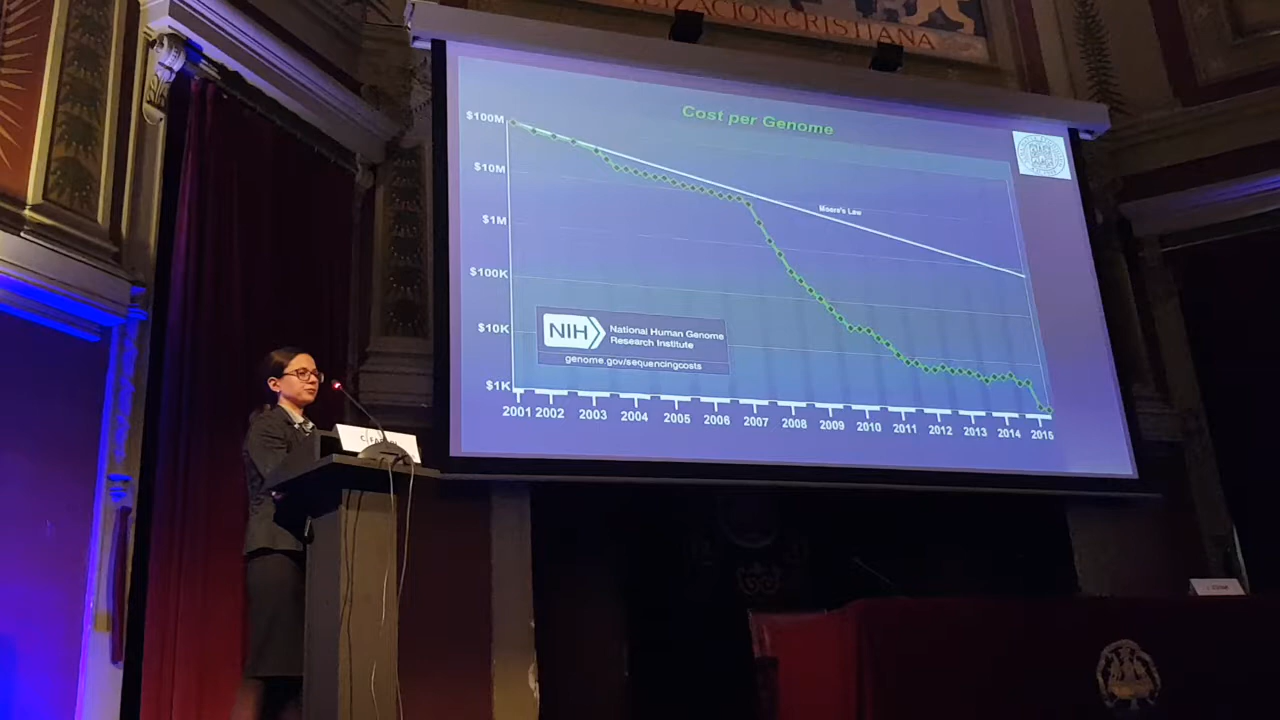 LIZACION CRISTIANA
Cost per Genome
$100M
$10M
$1M
$100K
$10K
$1K
Moore's Law
NIH
National Human Genome
Research Institute
genome.gov/sequencingcosts
2001 2002 2003 2004 2005 2006 2007 2008 2009 2010 2011 2012 2013 2014 2015